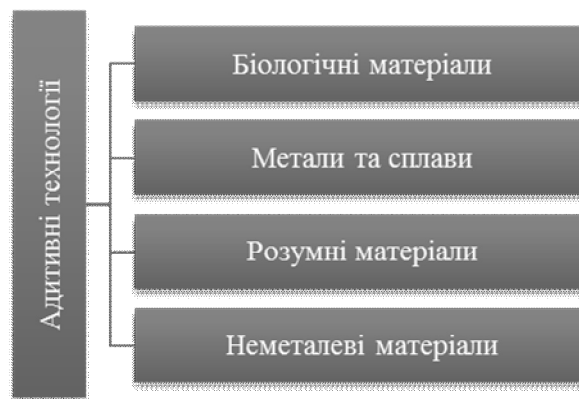 Адитивні технології
Біологічні матеріали
Метали та сплави
Розумні матеріали
Неметалеві матеріали